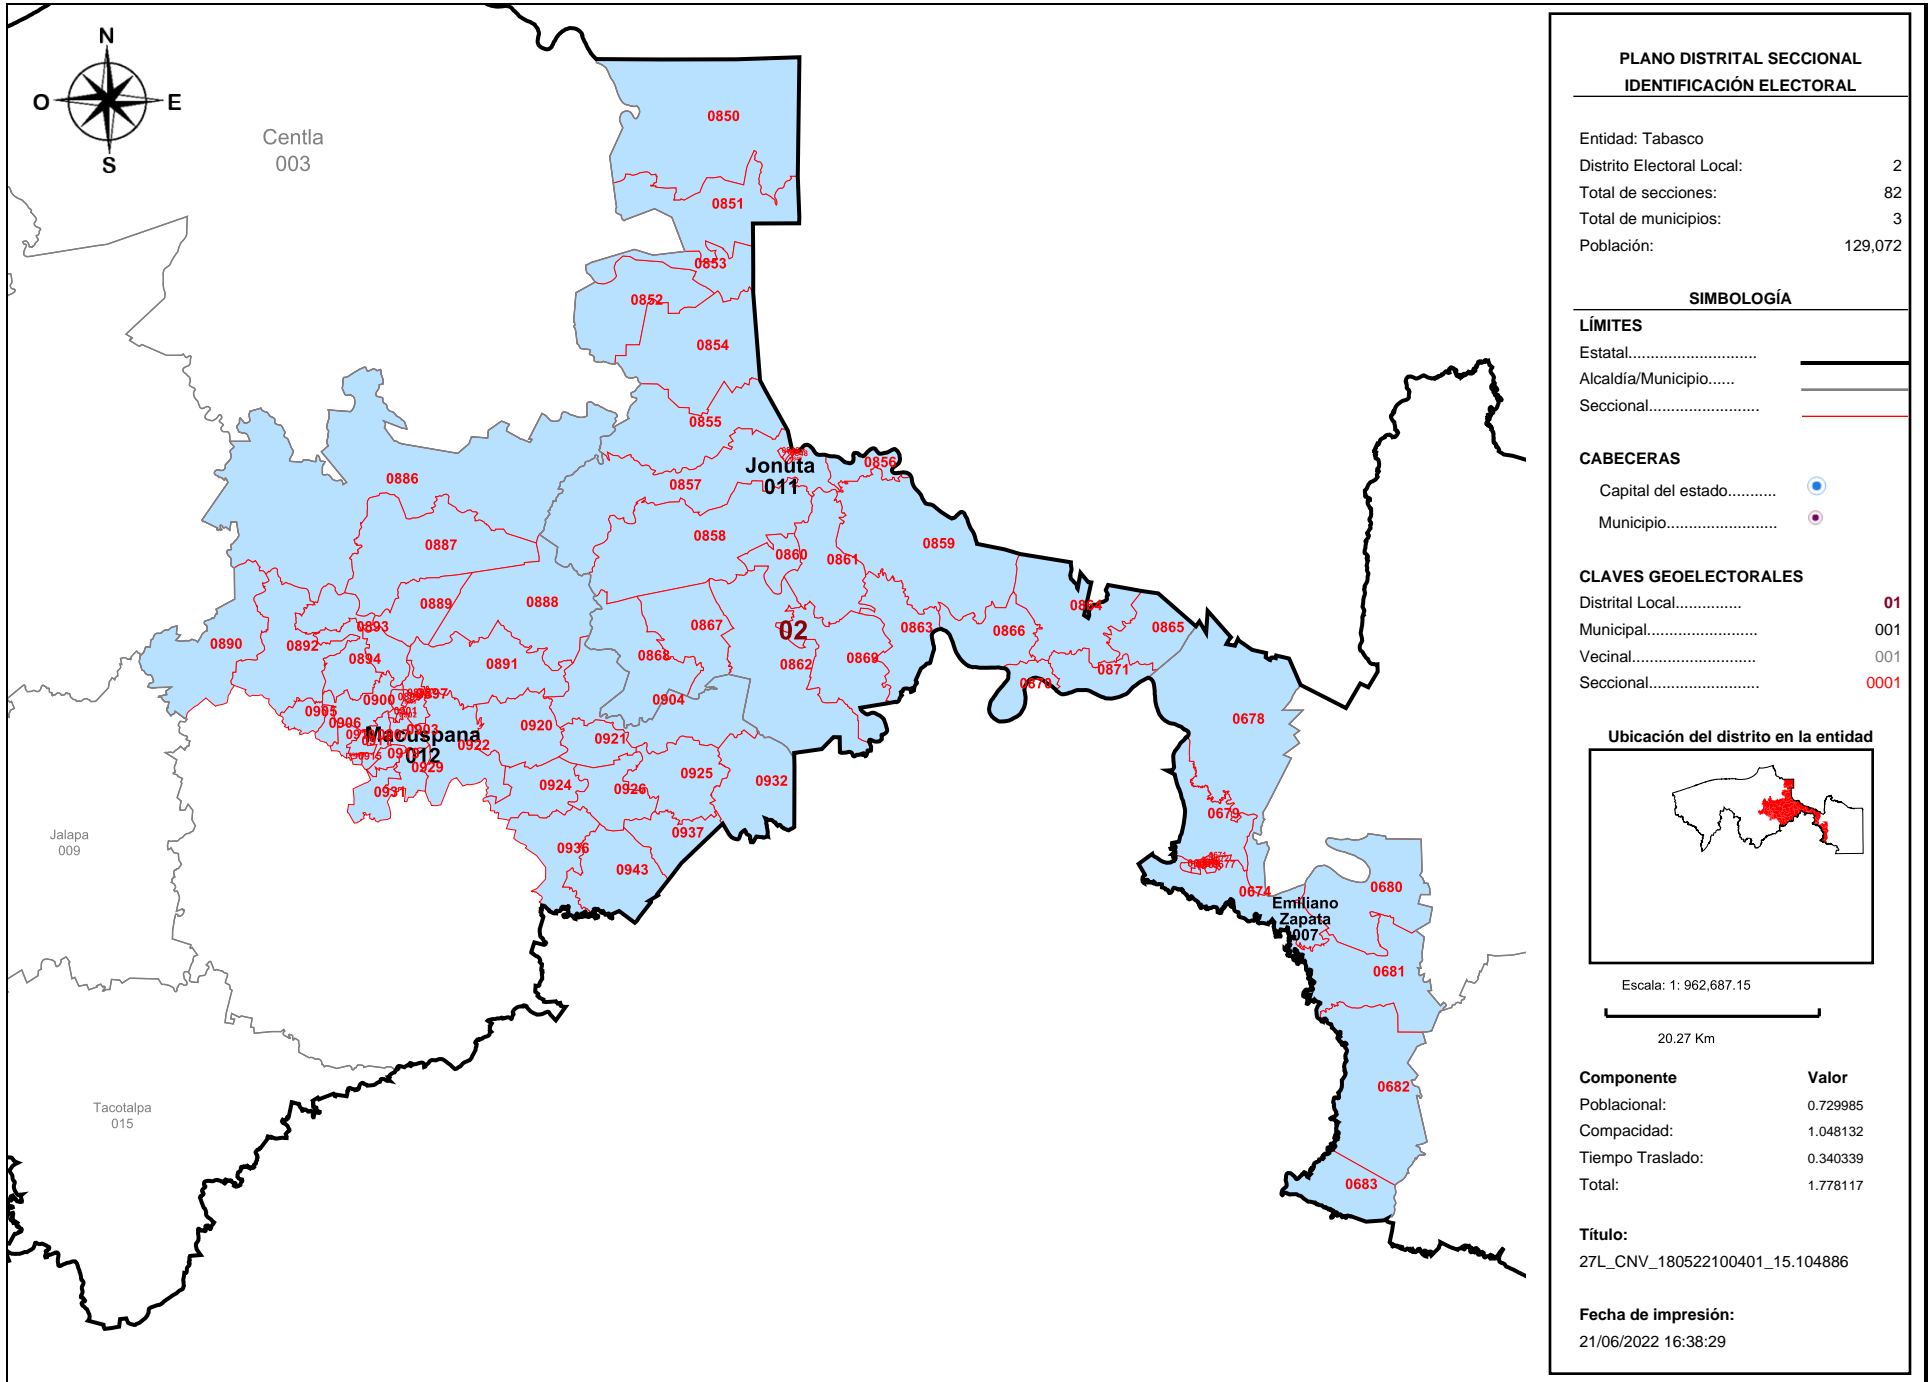 N
O
E
S
Centla
003
0850
0851
0853
0852
0854
0855
0856
Jonuta
011
0857
0886
0858
0887
0859
0860
0861
0889
0888
0864
0893
0867
02
0863
0866
0865
0890
0892
0894
0891
0868
0862
0869
0871
0870
0897
0900
0904
0905
0906
0920
0678
0903
Macuspana
012
0922
0921
0929
0925
0932
0924
0926
0931
0679
0937
0936
0943
0674
0680
Emiliano
Zapata
007
0681
0682
0683
Jalapa
009
Tacotalpa
015
PLANO DISTRITAL SECCIONAL
IDENTIFICACIÓN ELECTORAL
Entidad: Tabasco
Distrito Electoral Local: 2
Total de secciones: 82
Total de municipios: 3
Población: 129,072
SIMBOLOGÍA
LÍMITES
Estatal.............................
Alcaldía/Municipio......
Seccional.........................
CABECERAS
Capital del estado...........
Municipio.........................
CLAVES GEOELECTORALES
Distrital Local............... 01
Municipal......................... 001
Vecinal............................ 001
Seccional......................... 0001
Ubicación del distrito en la entidad
Escala: 1: 962,687.15
20.27 Km
Componente Valor
Poblacional: 0.729985
Compacidad: 1.048132
Tiempo Traslado: 0.340339
Total: 1.778117
Título:
27L_CNV_180522100401_15.104886
Fecha de impresión:
21/06/2022 16:38:29